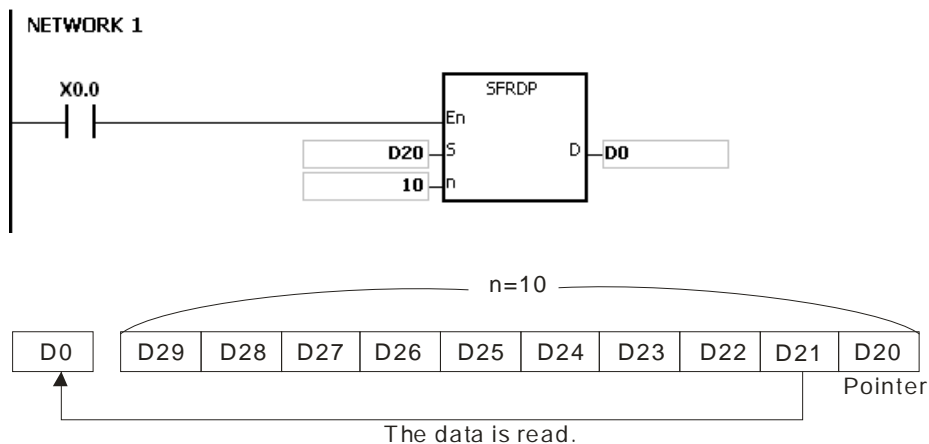 NETWORK 1
X0.0
SFRDP
En
D20 S D D0
10 n
n=10
D0 D29 D28 D27 D26 D25 D24 D23 D22 D21 D20
Pointer
The data is read.